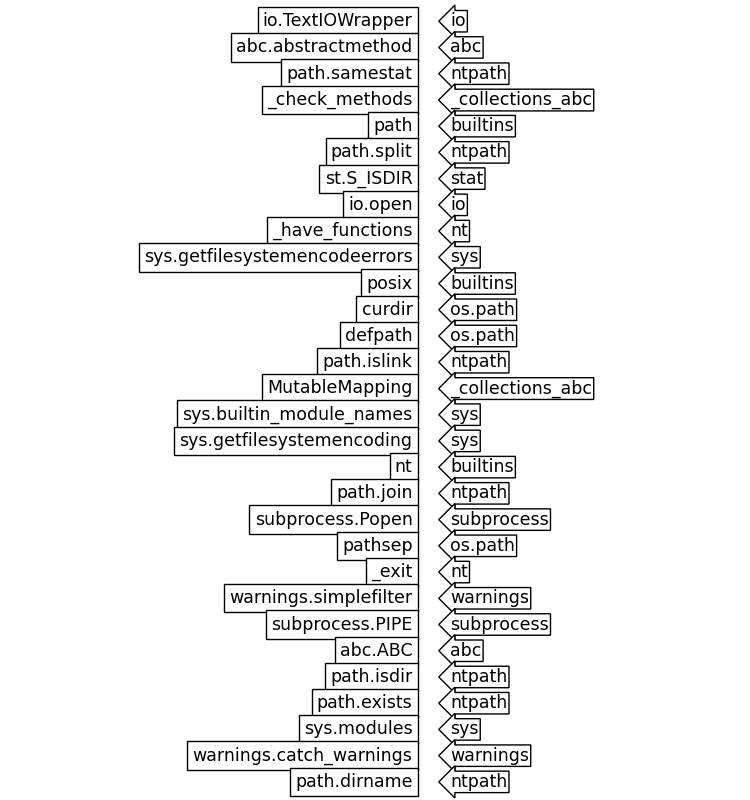 io.TextIOWrapper io
abc.abstractmethod abc
path.samestat ntpath
_check_methods _collections_abc
path builtins
path.split ntpath
st.S_ISDIR stat
io.open io
_have_functions nt
sys.getfilesystemencodeerrors sys
posix builtins
curdir os.path
defpath os.path
path.islink ntpath
MutableMapping _collections_abc
sys.builtin_module_names sys
sys.getfilesystemencoding sys
nt builtins
path.join ntpath
subprocess.Popen subprocess
pathsep os.path
_exit nt
warnings.simplefilter warnings
subprocess.PIPE subprocess
abc.ABC abc
path.isdir ntpath
path.exists ntpath
sys.modules sys
warnings.catch_warnings warnings
path.dirname ntpath